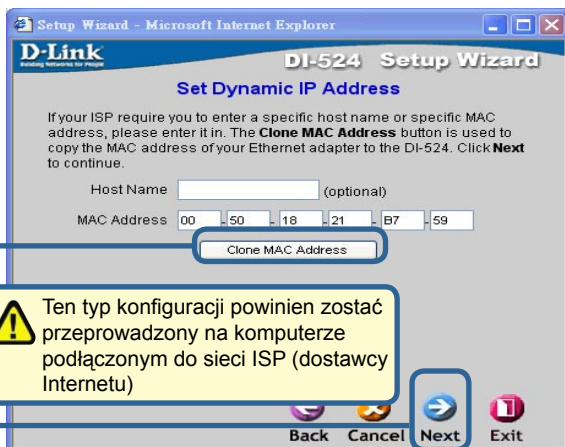 Setup Wizard - Microsoft Internet Explorer
D-Link
Building Networks for People
DI-524 Setup Wizard
Set Dynamic IP Address
If your ISP require you to enter a specific host name or specific MAC
address, please enter it in. The Clone MAC Address button is used to
copy the MAC address of your Ethernet adapter to the DI-524. Click Next
to continue.
Host Name (optional)
MAC Address 00 - 50 - 18 - 21 - B7 - 59
Clone MAC Address
Ten typ konfiguracji powinien zostać
przeprowadzony na komputerze
podłączonym do sieci ISP (dostawcy
Internetu)
Back Cancel Next Exit